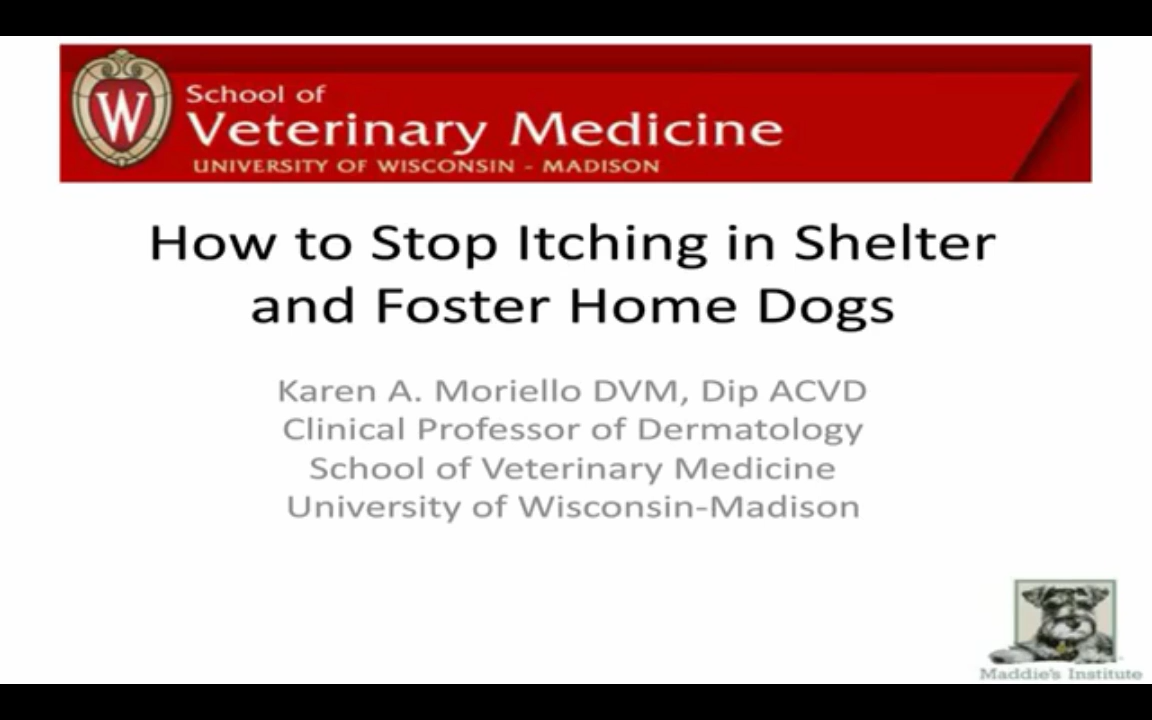 W
School of
Veterinary Medicine
UNIVERSITY OF WISCONSIN - MADISON
How to Stop Itching in Shelter
and Foster Home Dogs
Karen A. Moriello DVM, Dip ACVD
Clinical Professor of Dermatology
School of Veterinary Medicine
University of Wisconsin-Madison
Maddie's Institute